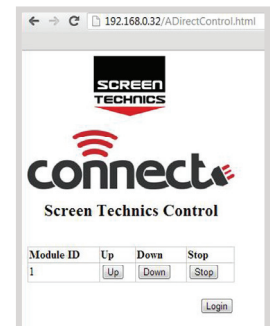 192.168.0.32/ADirectControl.html
SCREEN
TECHNICS
connect
Screen Technics Control
Module ID Up Down Stop
1 Up Down Stop
Login